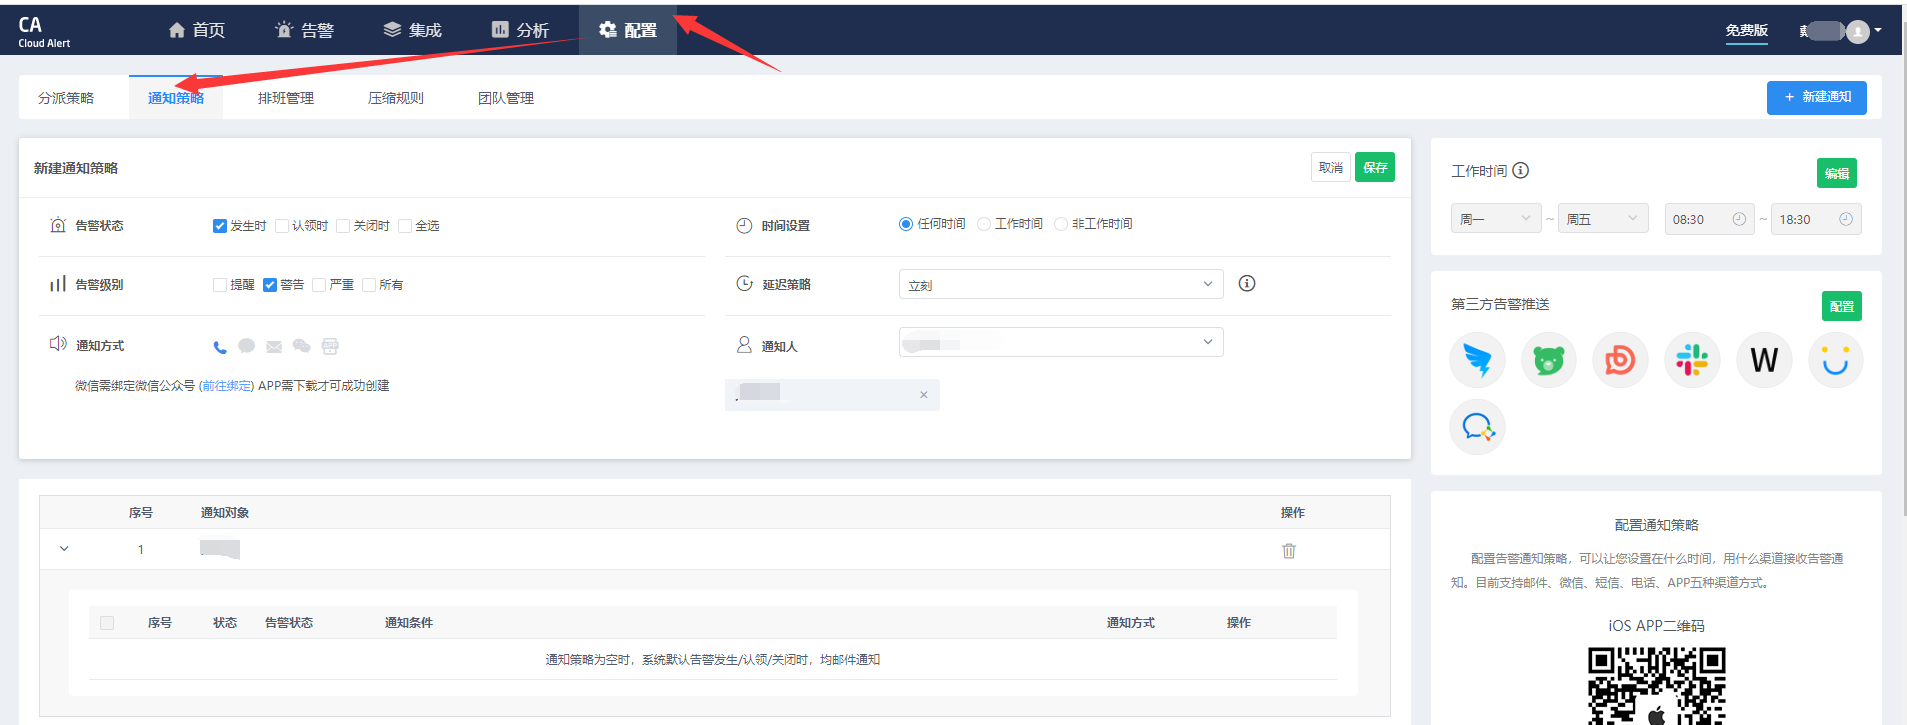 CA
Cloud Alert
首页
告警
集成
分析
配置
免费版
分派策略
通知策略
排班管理
压缩规则
团队管理
+ 新建通知
新建通知策略
取消
保存
告警状态
发生时
认领时
关闭时
全选
时间设置
任何时间
工作时间
非工作时间
告警级别
提醒
警告
严重
所有
延迟策略
立刻
通知方式
APP
通知人
微信需绑定微信公众号 (前往绑定) APP需下载才可成功创建
×
工作时间
编辑
周一
~
周五
08:30
~
18:30
第三方告警推送
配置
W
序号
通知对象
操作
1
序号
状态
告警状态
通知条件
通知方式
操作
通知策略为空时，系统默认告警发生/认领/关闭时，均邮件通知
配置通知策略
配置告警通知策略，可以让您设置在什么时间，用什么渠道接收告警通
知。目前支持邮件、微信、短信、电话、APP五种渠道方式。
iOS APP二维码